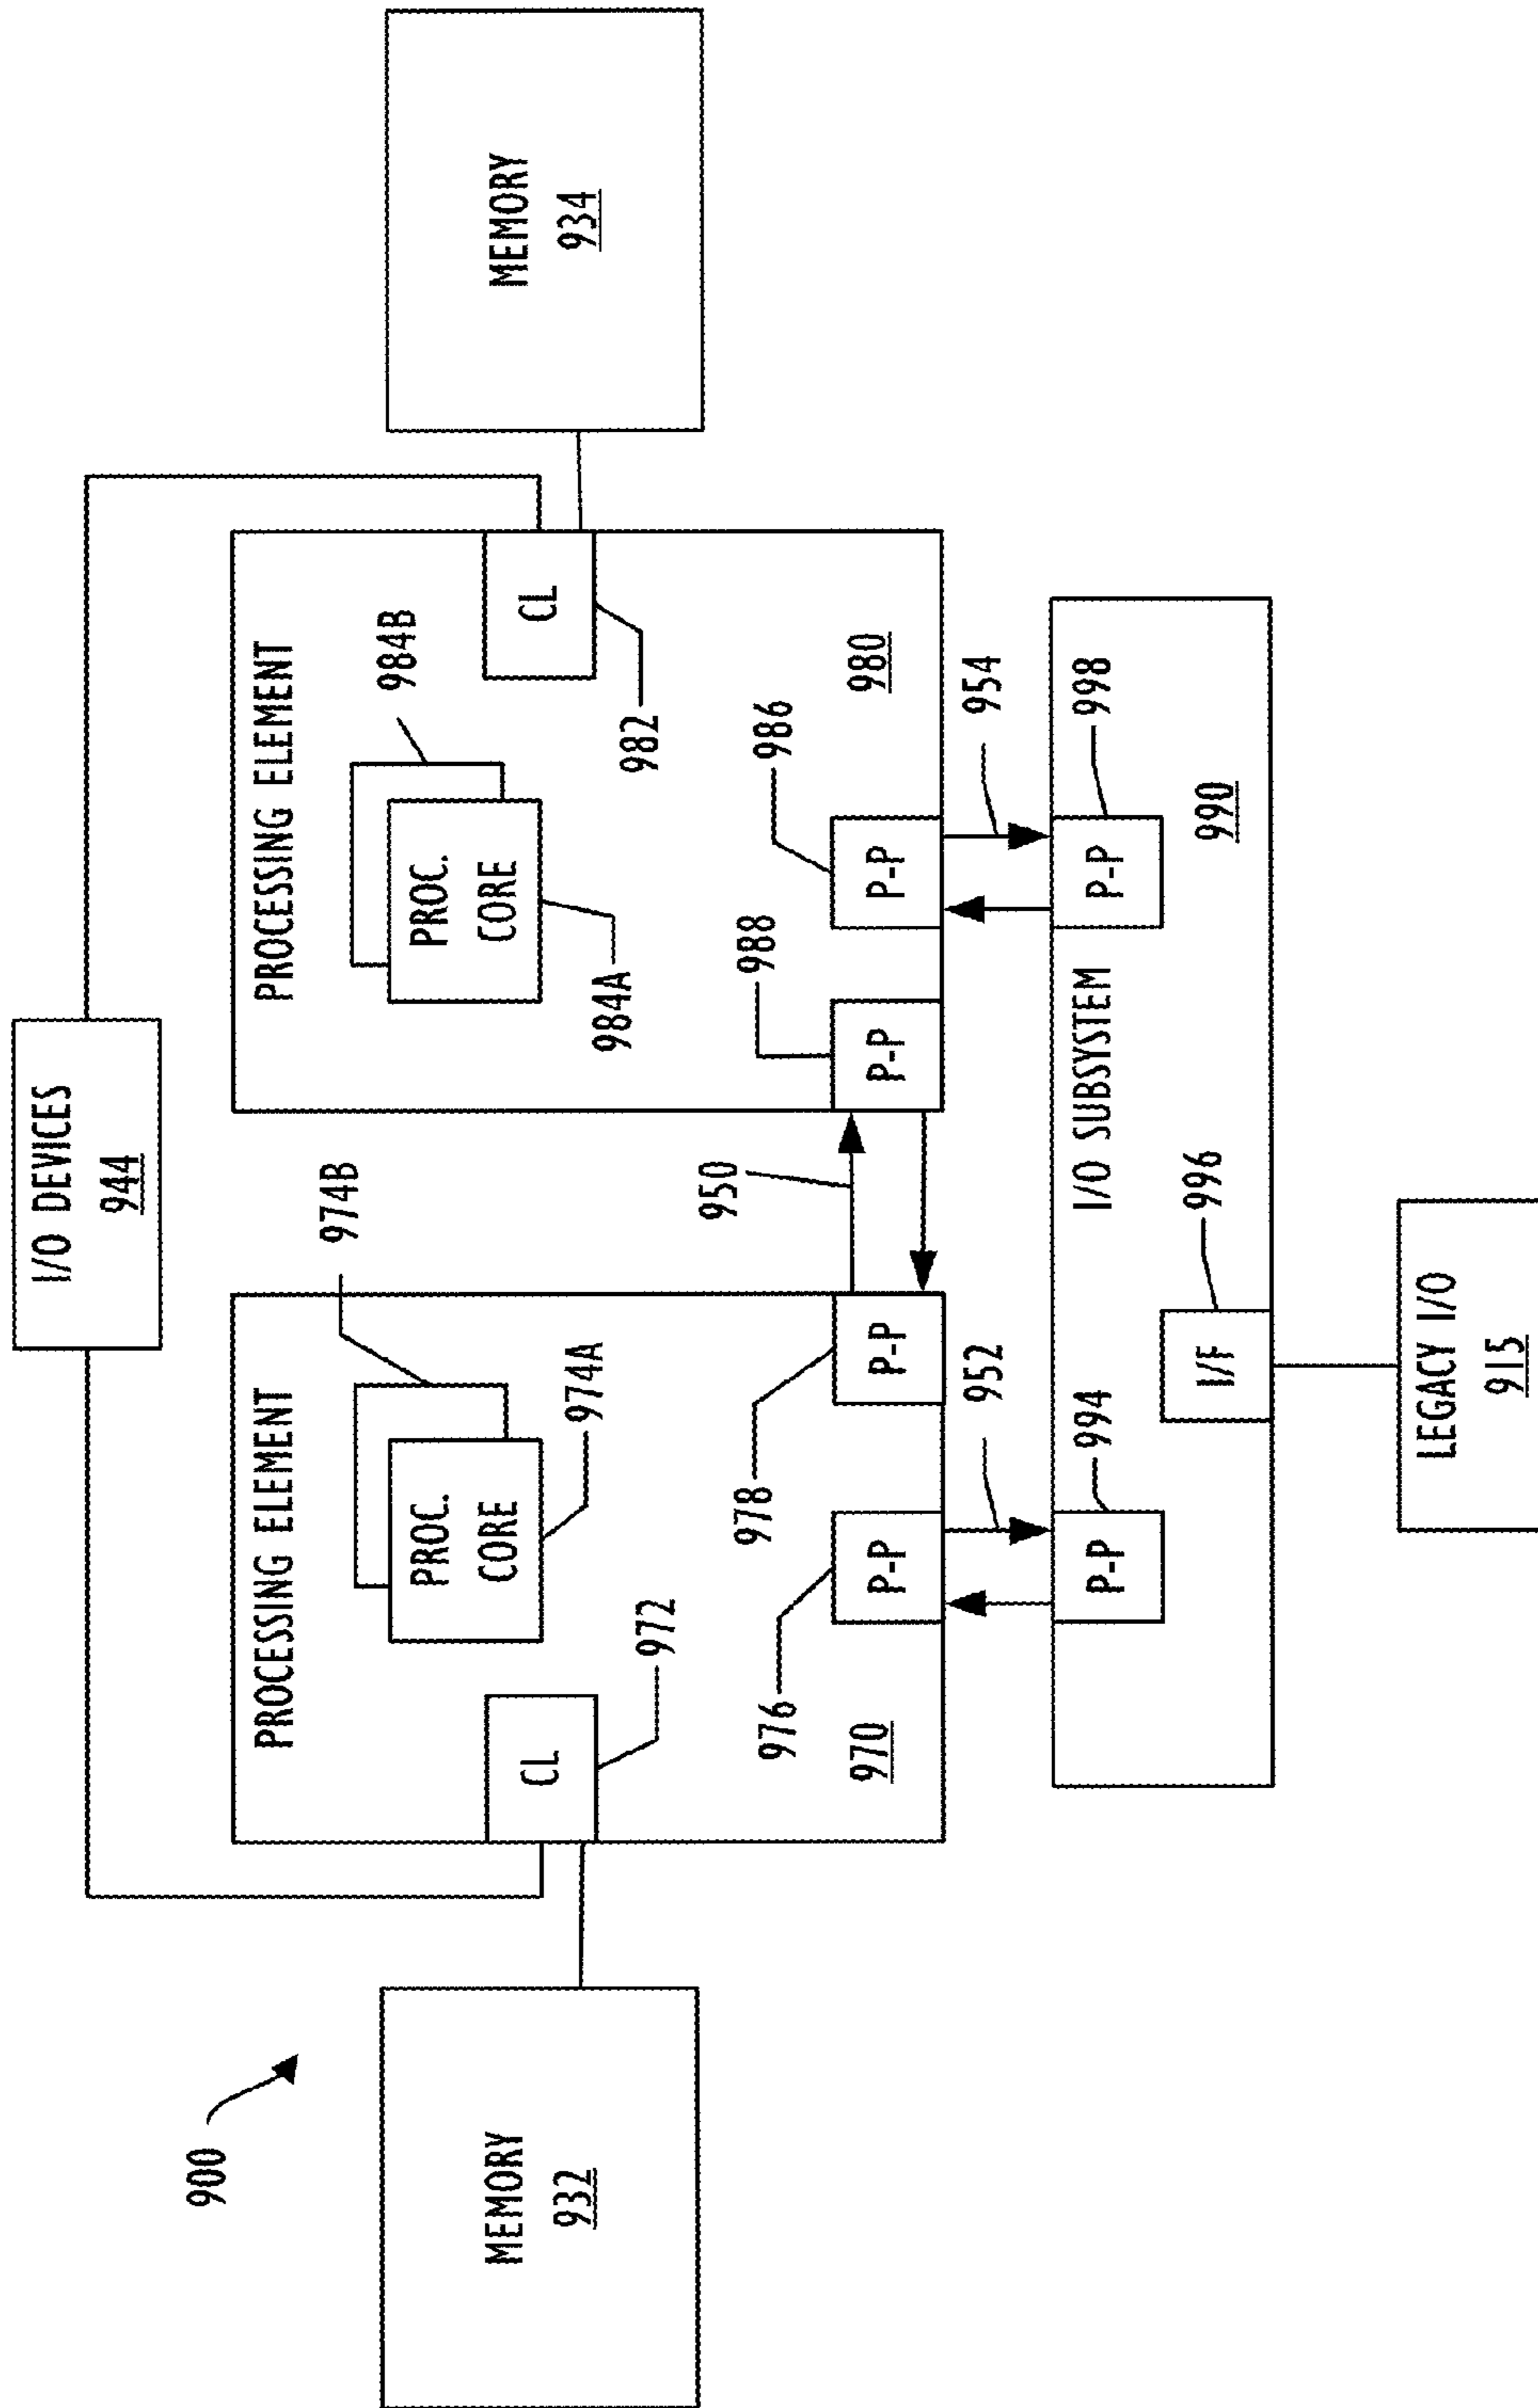 I/O DEVICES
944
900
MEMORY
932
PROCESSING ELEMENT
974B
PROC.
CORE
974A
CL
972
976
P-P
978
P-P
970
950
PROCESSING ELEMENT
984B
PROC.
CORE
984A
CL
982
988
P-P
986
P-P
980
MEMORY
934
952
954
994
P-P
I/O SUBSYSTEM
998
P-P
990
996
I/F
LEGACY I/O
915